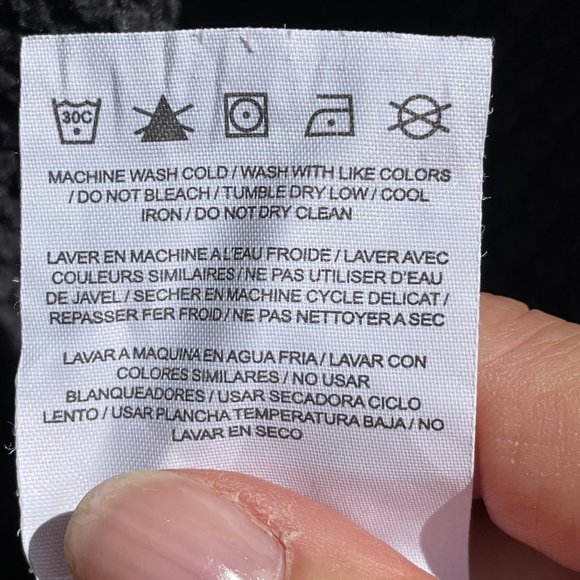 30C
MACHINE WASH COLD / WASH WITH LIKE COLORS
/ DO NOT BLEACH / TUMBLE DRY LOW / COOL
IRON / DO NOT DRY CLEAN
LAVER EN MACHINE A L'EAU FROIDE / LAVER AVEC
COULEURS SIMILAIRES / NE PAS UTILISER D'EAU
DE JAVEL / SECHER EN MACHINE CYCLE DELICAT /
REPASSER FER FROID / NE PAS NETTOYER A SEC
LAVAR A MAQUINA EN AGUA FRIA / LAVAR CON
COLORES SIMILARES / NO USAR
BLANQUEADORES / USAR SECADORA CICLO
LENTO / USAR PLANCHA TEMPERATURA BAJA / NO
LAVAR EN SECO